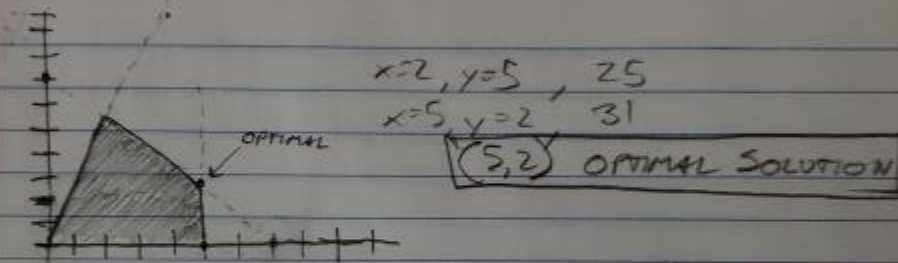 x=2, y=5, 25
x=5 y=2, 31
OPTIMAL
(5,2) OPTIMAL SOLUTION